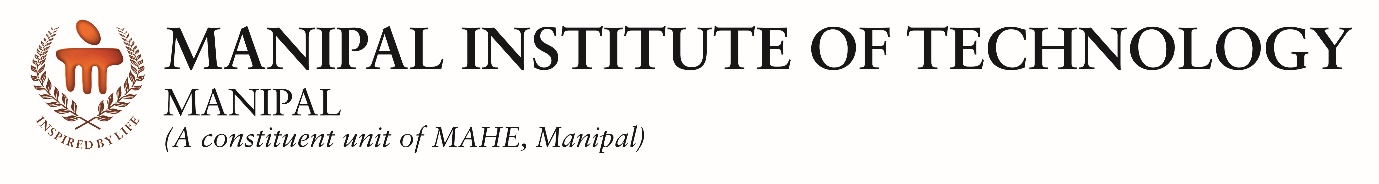 MANIPAL INSTITUTE OF TECHNOLOGY
MANIPAL
(A constituent unit of MAHE, Manipal)
INSPIRED BY LIFE